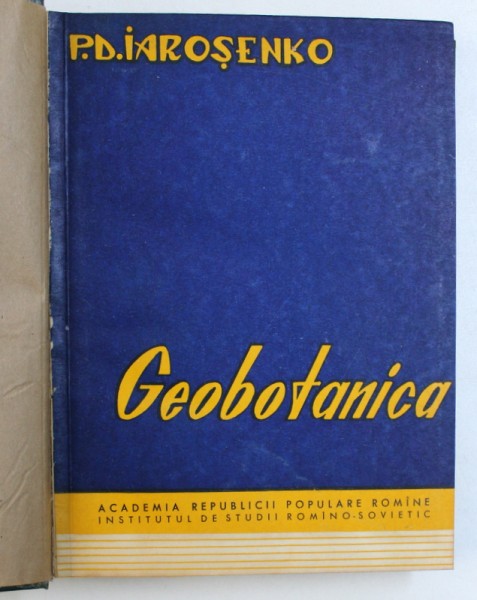 P.D.IAROȘENKO
Geobotanica
ACADEMIA REPUBLICII POPULARE ROMÎNE
INSTITUTUL DE STUDII ROMÎNO-SOVIETIC